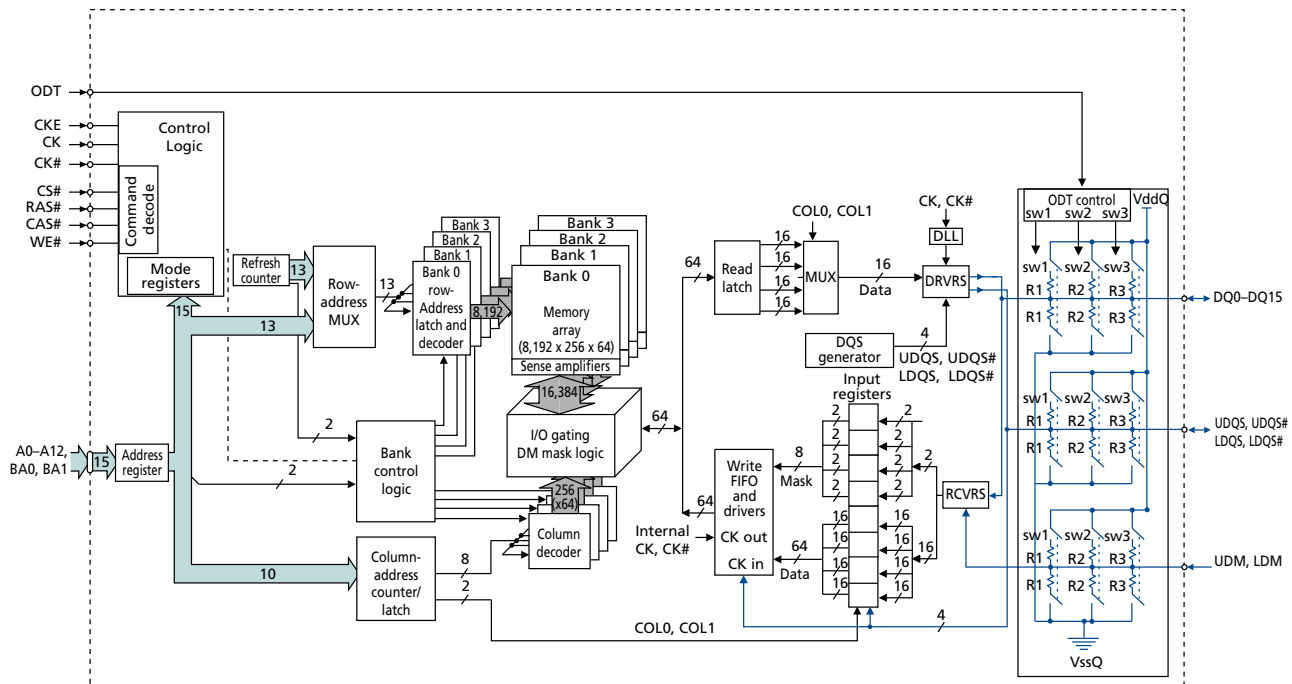 ODT
CKE
CK
CK#
CS#
RAS#
CAS#
WE#
Control
Logic
Command
decode
Mode
registers
15
Refresh
counter
13
13
Row-
address
MUX
13
Bank 3
Bank 2
Bank 1
Bank 0
row-
Address
latch and
decoder
8,192
Bank 3
Bank 2
Bank 1
Bank 0
Memory
array
(8,192 x 256 x 64)
Sense amplifiers
16,384
I/O gating
DM mask logic
256
(x64)
Column
decoder
A0–A12,
BA0, BA1
15
Address
register
2
2
Bank
control
logic
10
Column-
address
counter/
latch
8
2
COL0, COL1
64
64
64
Read
latch
16
16
16
16
COL0, COL1
MUX
16
Data
CK, CK#
DLL
DRVRS
DQS
generator
4
UDQS, UDQS#
LDQS, LDQS#
Input
registers
2
2
2
2
2
2
2
2
2
8
Mask
Write
FIFO
and
drivers
CK out
CK in
Internal
CK, CK#
64
Data
16
16
16
16
16
16
16
16
16
RCVRS
4
ODT control
VddQ
sw1 sw2 sw3
sw1 sw2 sw3
R1 R2 R3
R1 R2 R3
sw1 sw2 sw3
R1 R2 R3
R1 R2 R3
sw1 sw2 sw3
R1 R2 R3
R1 R2 R3
VssQ
DQ0–DQ15
UDQS, UDQS#
LDQS, LDQS#
UDM, LDM